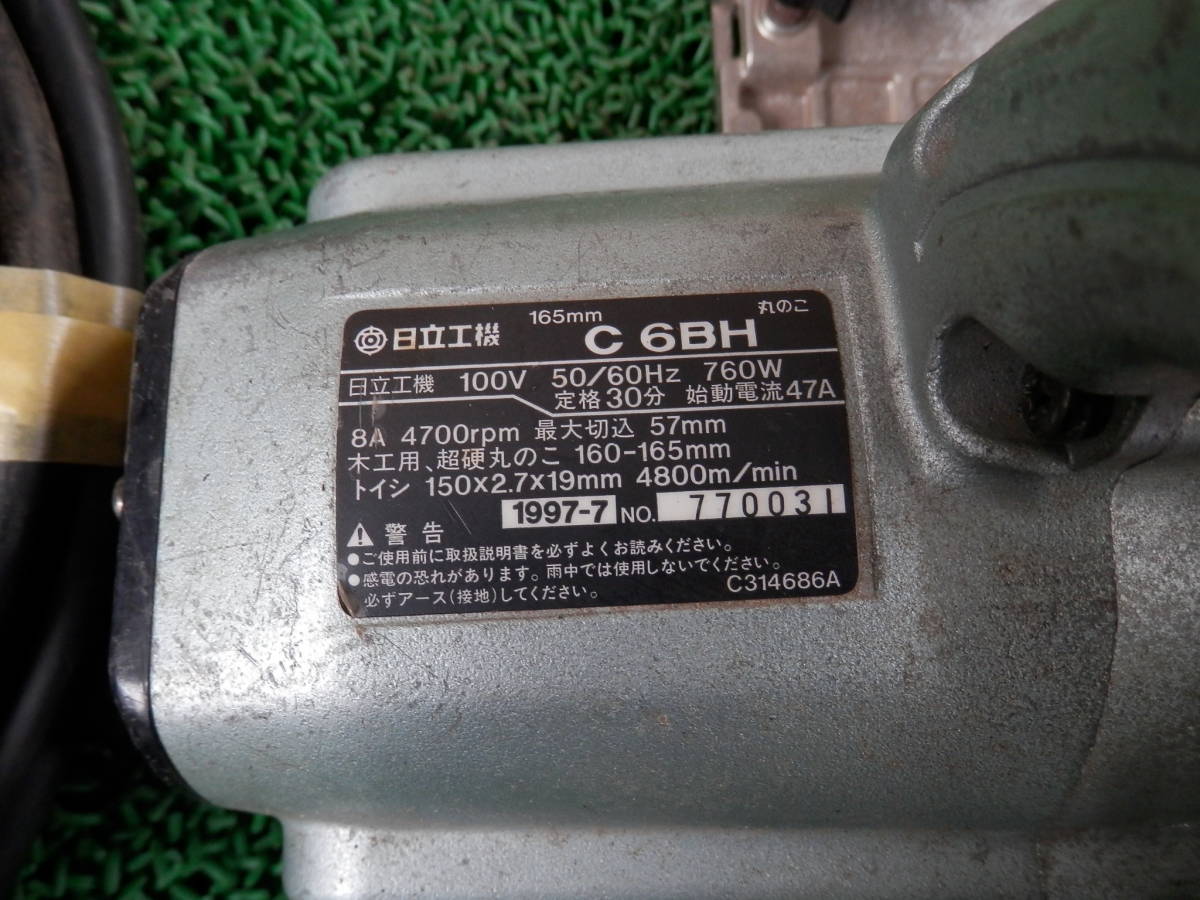 165mm 丸のこ
日立工機 C 6BH
日立工機 100V 50/60Hz 760W
定格30分 始動電流47A
8A 4700rpm 最大切込 57mm
木工用、超硬丸のこ 160-165mm
トイシ 150x2.7x19mm 4800m/min
1997-7 NO. 770031
警告
●ご使用前に取扱説明書を必ずよくお読みください。
●感電の恐れがあります。雨中では使用しないでください。
必ずアース(接地)してください。
C314686A